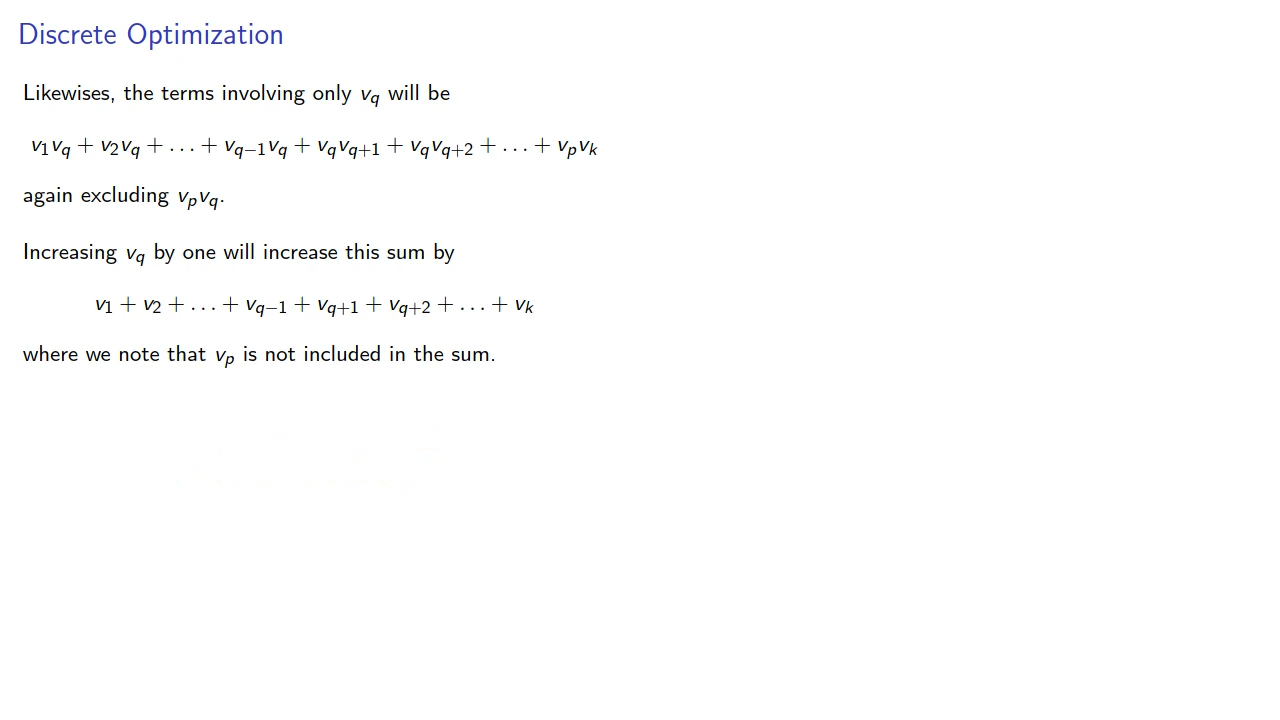 Discrete Optimization
Likewises, the terms involving only v_q will be
v_1v_q + v_2v_q + … + v_{q−1}v_q + v_qv_{q+1} + v_qv_{q+2} + … + v_pv_k
again excluding v_pv_q.
Increasing v_q by one will increase this sum by
v_1 + v_2 + … + v_{q−1} + v_{q+1} + v_{q+2} + … + v_k
where we note that v_p is not included in the sum.